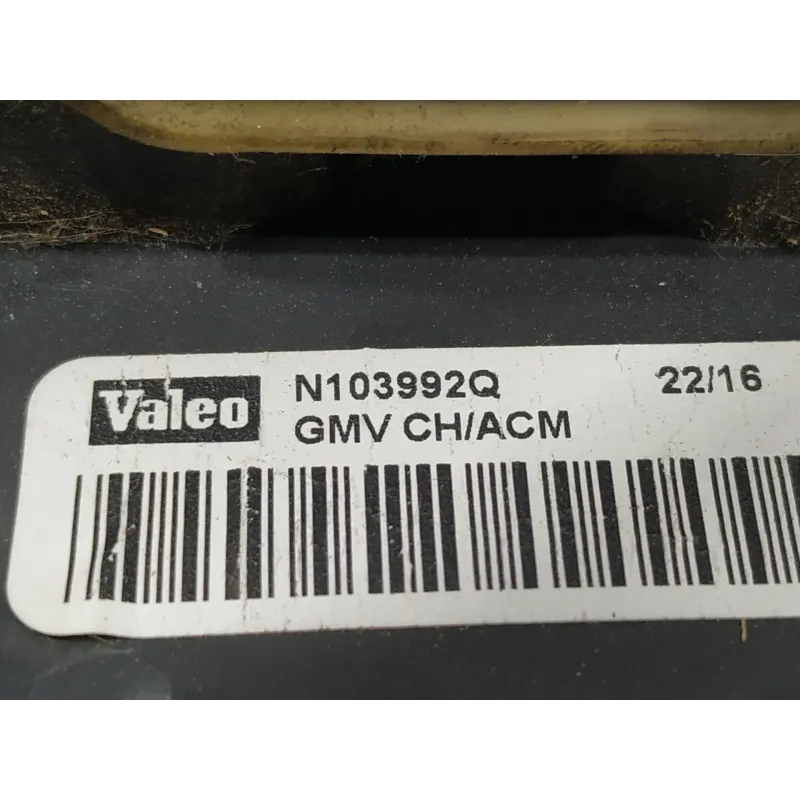 Valeo
N103992Q 22/16
GMV CH/ACM